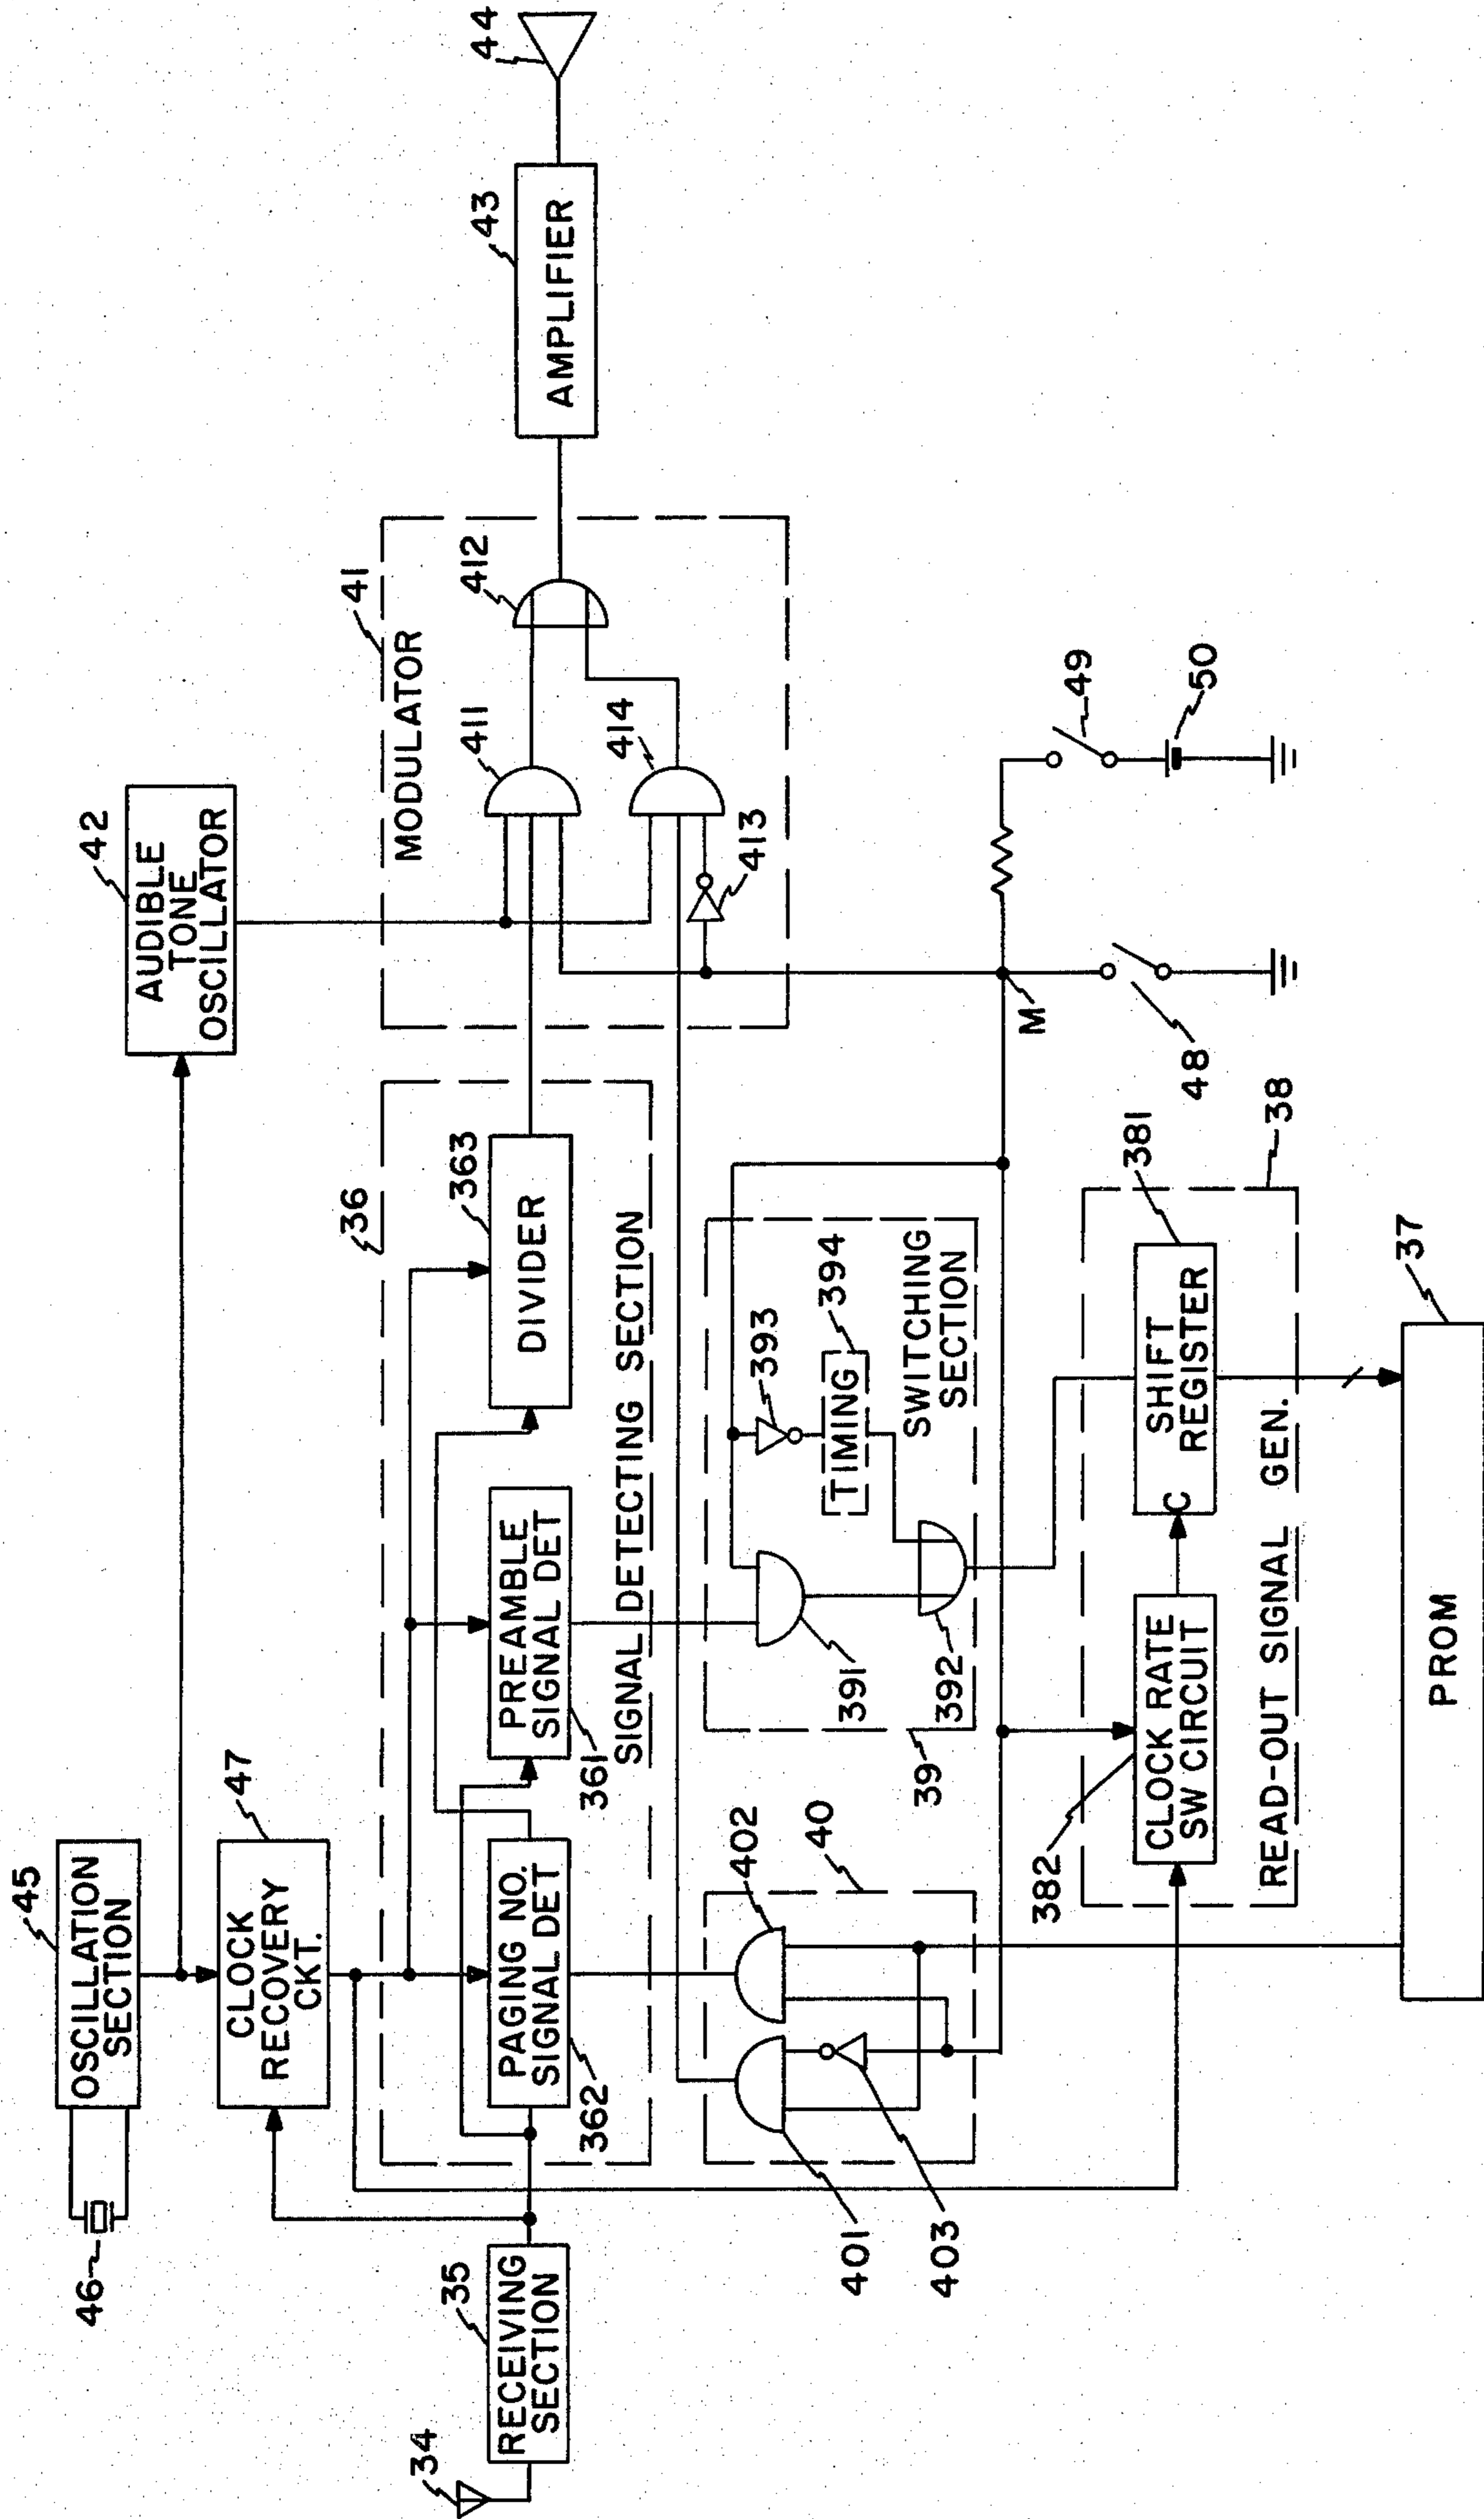 45
OSCILLATION
SECTION
46
47
CLOCK
RECOVERY
CKT.
42
AUDIBLE
TONE
OSCILLATOR
34
35
RECEIVING
SECTION
36
362
PAGING NO.
SIGNAL DET
361
PREAMBLE
SIGNAL DET
363
DIVIDER
SIGNAL DETECTING SECTION
41
MODULATOR
411
412
414
413
43
AMPLIFIER
44
40
401
402
403
39
391
392
393
394
TIMING
SWITCHING
SECTION
M
48
49
50
38
382
CLOCK RATE
SW CIRCUIT
C
381
SHIFT
REGISTER
READ-OUT SIGNAL GEN.
37
PROM